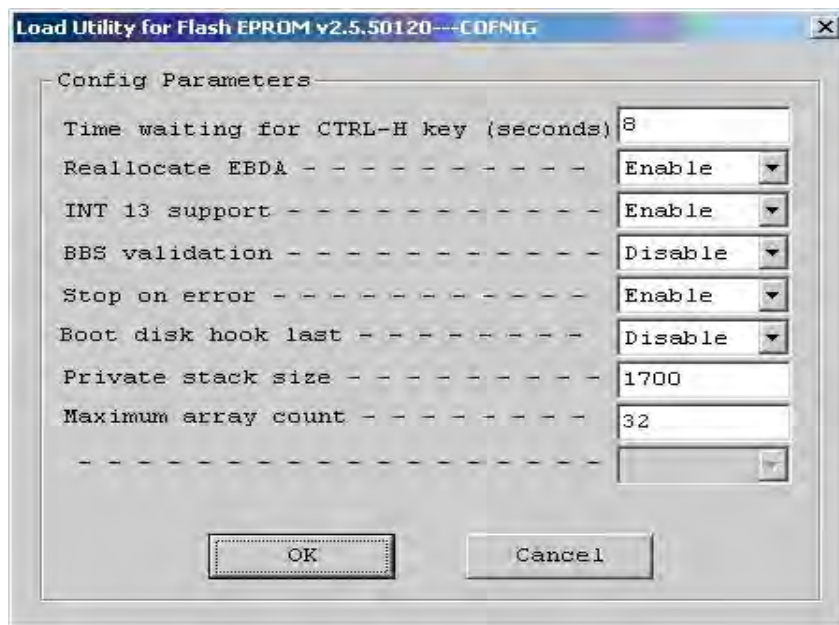 Load Utility for Flash EPROM v2.5.50120---COFNIG
Config Parameters
Time waiting for CTRL-H key (seconds) 8
Reallocate EBDA - - - - - - - - - - Enable
INT 13 support - - - - - - - - - - - Enable
BBS validation - - - - - - - - - - - Disable
Stop on error - - - - - - - - - - - Enable
Boot disk hook last - - - - - - - - Disable
Private stack size - - - - - - - - - 1700
Maximum array count - - - - - - - - 32
- - - - - - - - - - - - - - - - - - -
OK Cancel